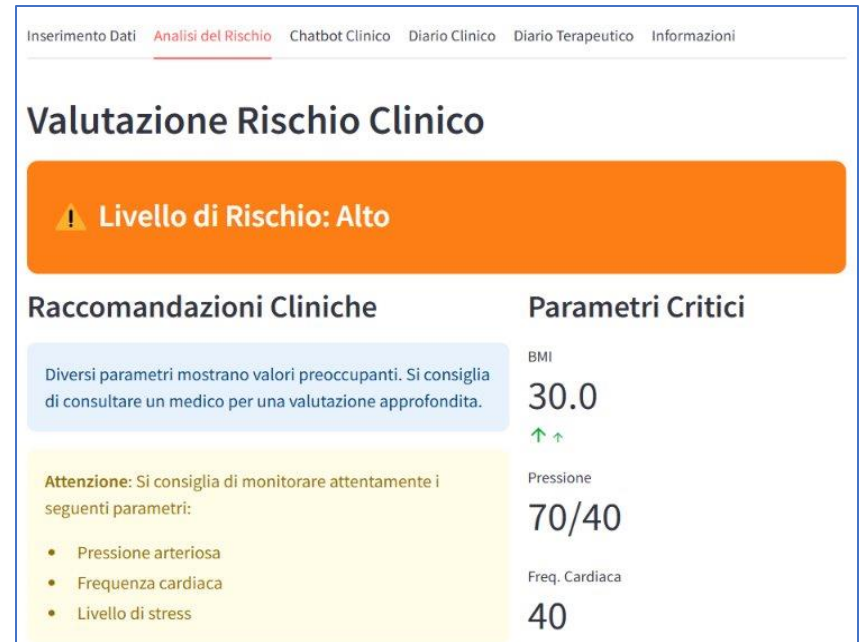 Inserimento Dati Analisi del Rischio Chatbot Clinico Diario Clinico Diario Terapeutico Informazioni
Valutazione Rischio Clinico
⚠ Livello di Rischio: Alto
Raccomandazioni Cliniche
Diversi parametri mostrano valori preoccupanti. Si consiglia
di consultare un medico per una valutazione approfondita.
Attenzione: Si consiglia di monitorare attentamente i
seguenti parametri:
• Pressione arteriosa
• Frequenza cardiaca
• Livello di stress
Parametri Critici
BMI
30.0
↑ ↑
Pressione
70/40
Freq. Cardiaca
40